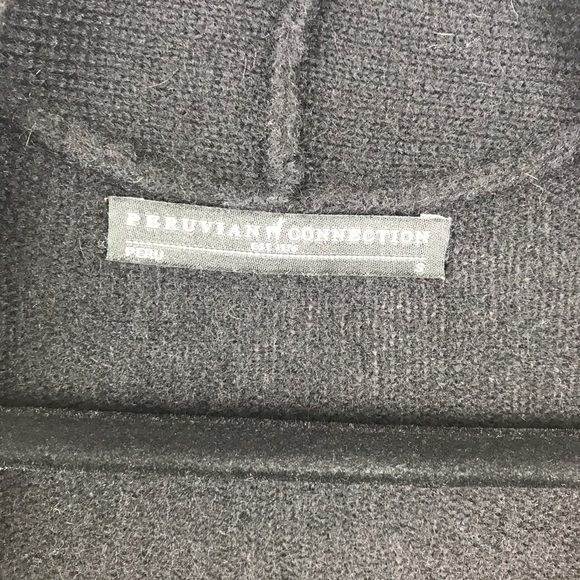 PERUVIAN CONNECTION
EST. 1976
PERU S